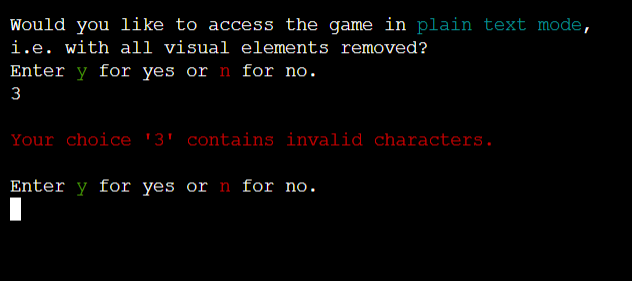 Would you like to access the game in plain text mode,
i.e. with all visual elements removed?
Enter y for yes or n for no.
3
Your choice '3' contains invalid characters.
Enter y for yes or n for no.